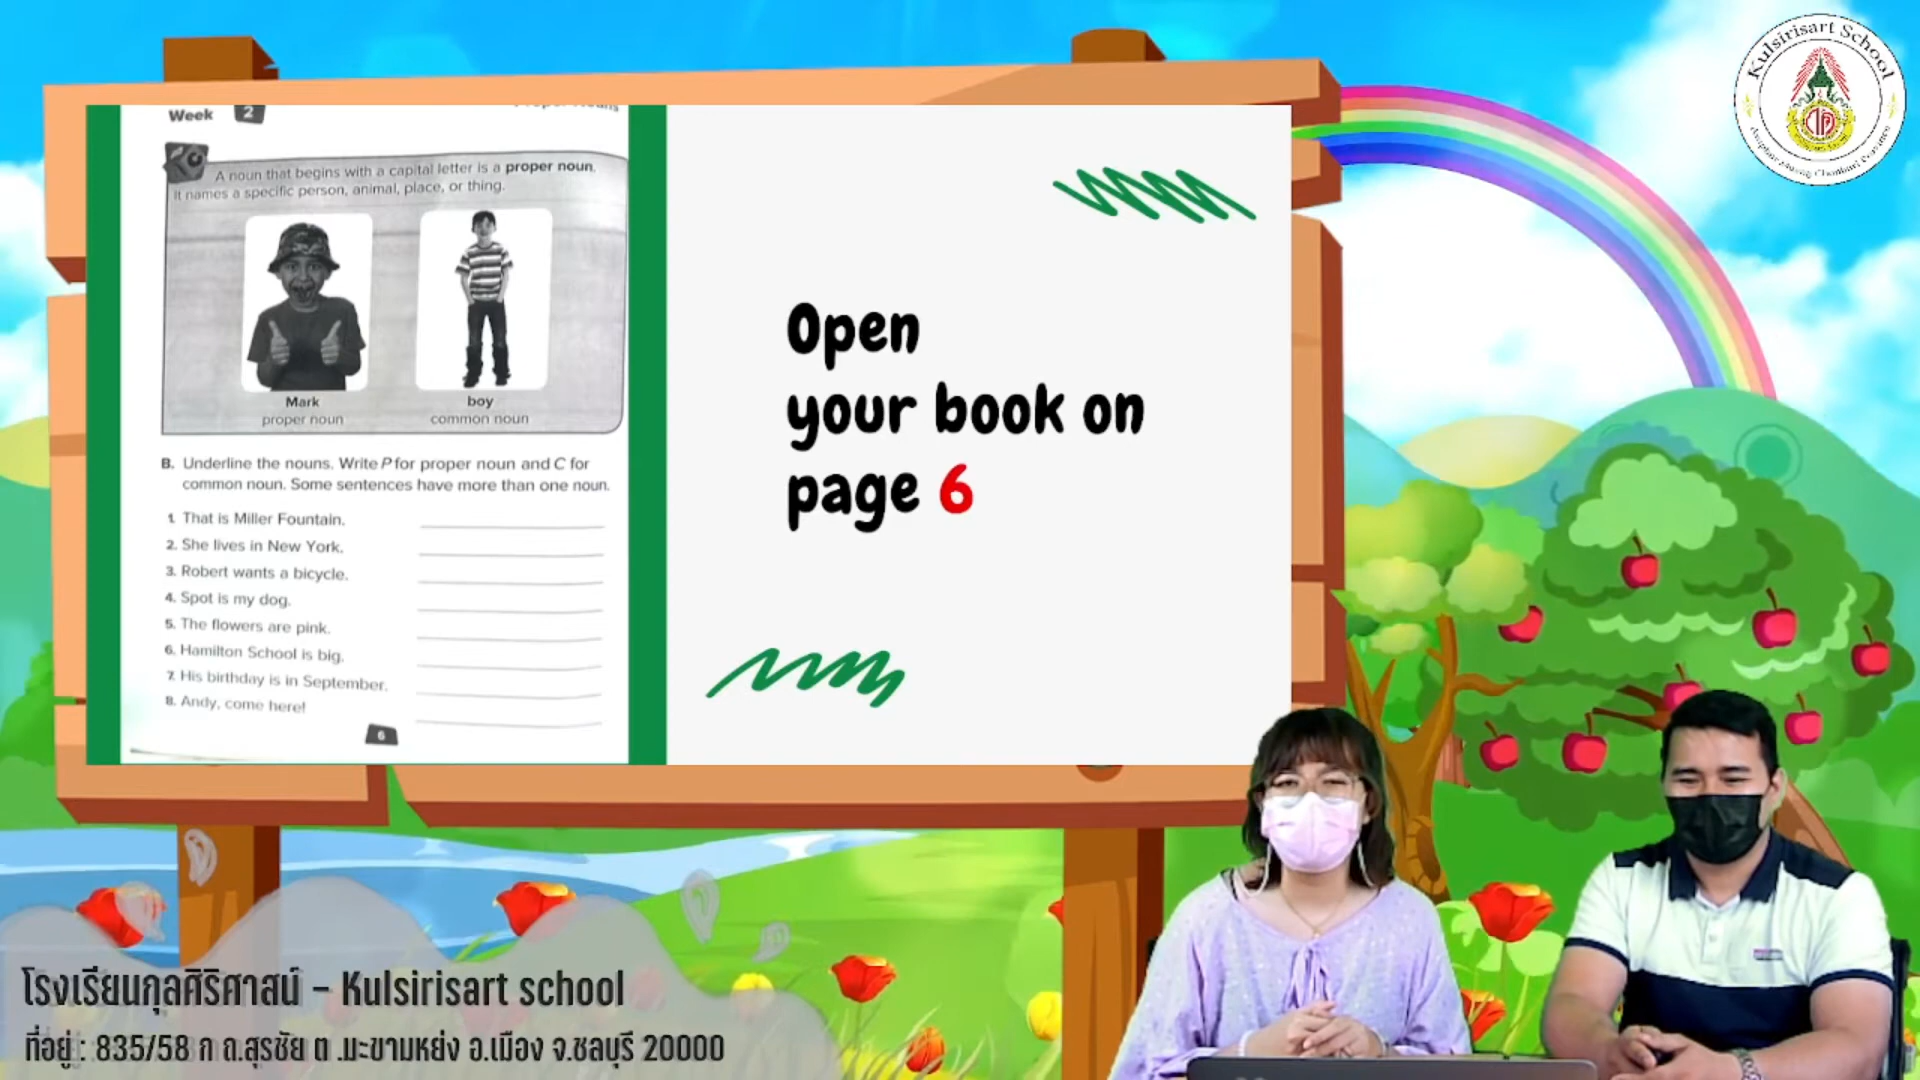 Kulsirisart School
Week 2
A noun that begins with a capital letter is a proper noun.
It names a specific person, animal, place, or thing.
Mark
proper noun
boy
common noun
B. Underline the nouns. Write P for proper noun and C for
common noun. Some sentences have more than one noun.
1. That is Miller Fountain.
2. She lives in New York.
3. Robert wants a bicycle.
4. Spot is my dog.
5. The flowers are pink.
6. Hamilton School is big.
7. His birthday is in September.
8. Andy, come here!
6
Open
your book on
page 6
โรงเรียนกุลศิริศาสน์ - Kulsirisart school
ที่อยู่ : 835/58 ก ถ.สุรชัย ต .มะขามหย่ง อ.เมือง จ.ชลบุรี 20000